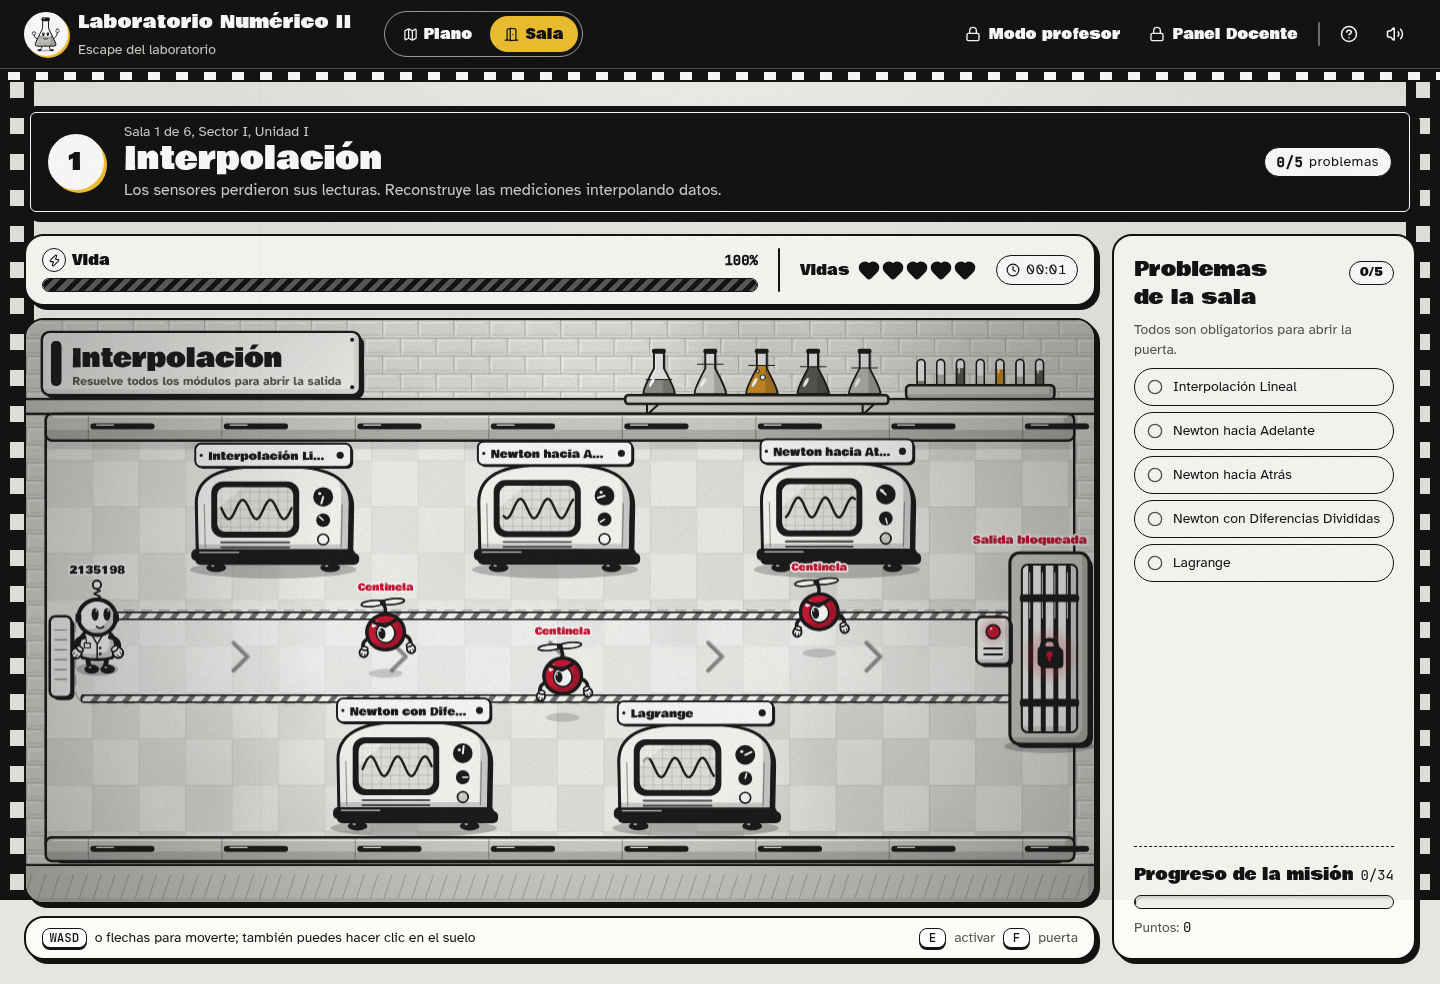 Laboratorio Numérico II
Escape del laboratorio
Plano
Sala
Modo profesor
Panel Docente
1
Sala 1 de 6, Sector I, Unidad I
Interpolación
Los sensores perdieron sus lecturas. Reconstruye las mediciones interpolando datos.
0/5 problemas
Vida
100%
Vidas
00:01
Interpolación
Resuelve todos los módulos para abrir la salida
Interpolación Li...
Newton hacia A...
Newton hacia At...
Salida bloqueada
2135198
Centinela
Centinela
Centinela
Newton con Dife...
Lagrange
WASD o flechas para moverte; también puedes hacer clic en el suelo
E activar F puerta
Problemas
de la sala
0/5
Todos son obligatorios para abrir la
puerta.
Interpolación Lineal
Newton hacia Adelante
Newton hacia Atrás
Newton con Diferencias Divididas
Lagrange
Progreso de la misión 0/34
Puntos: 0